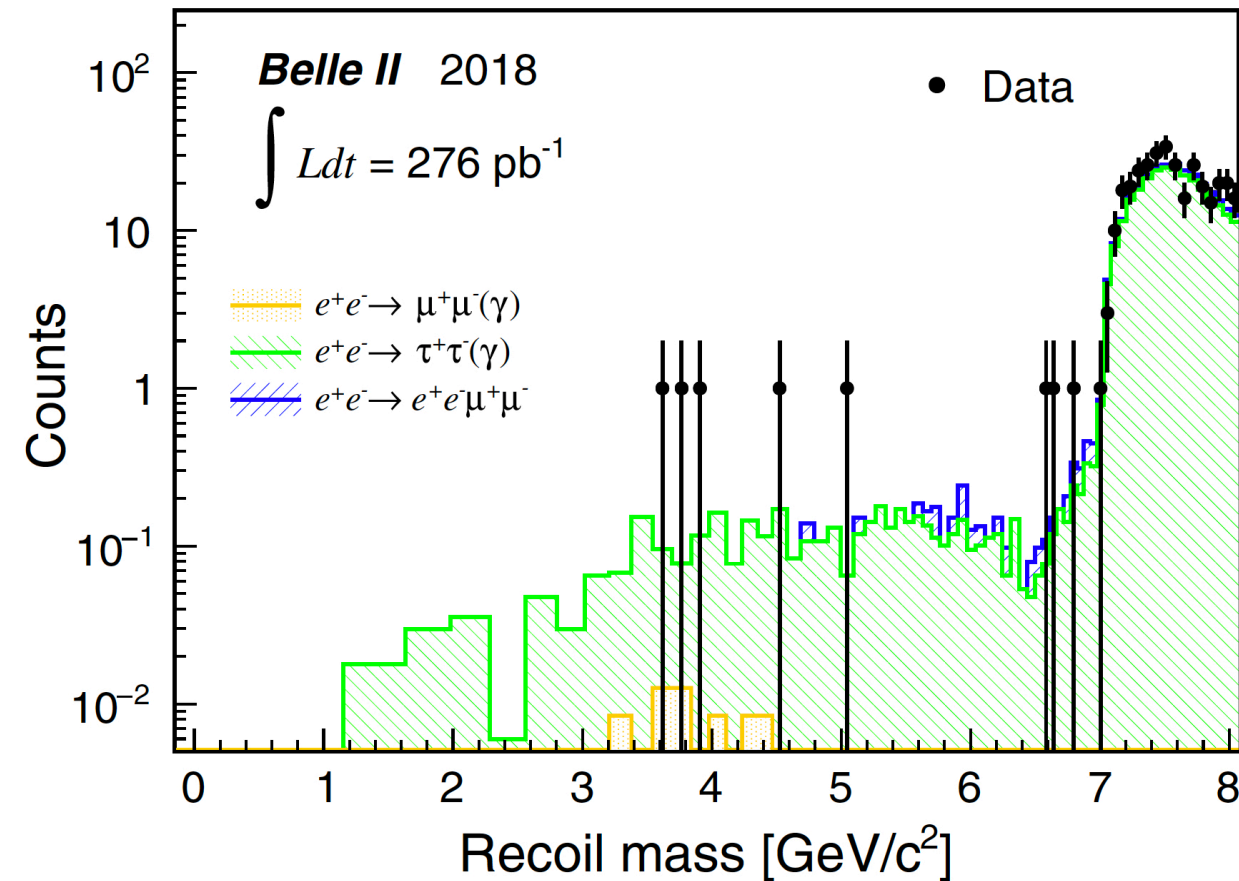 Belle II 2018
∫ Ldt = 276 pb⁻¹
Data
e⁺e⁻→ μ⁺μ⁻(γ)
e⁺e⁻→ τ⁺τ⁻(γ)
e⁺e⁻→ e⁺e⁻μ⁺μ⁻
Counts
10²
10
1
10⁻¹
10⁻²
0 1 2 3 4 5 6 7 8
Recoil mass [GeV/c²]